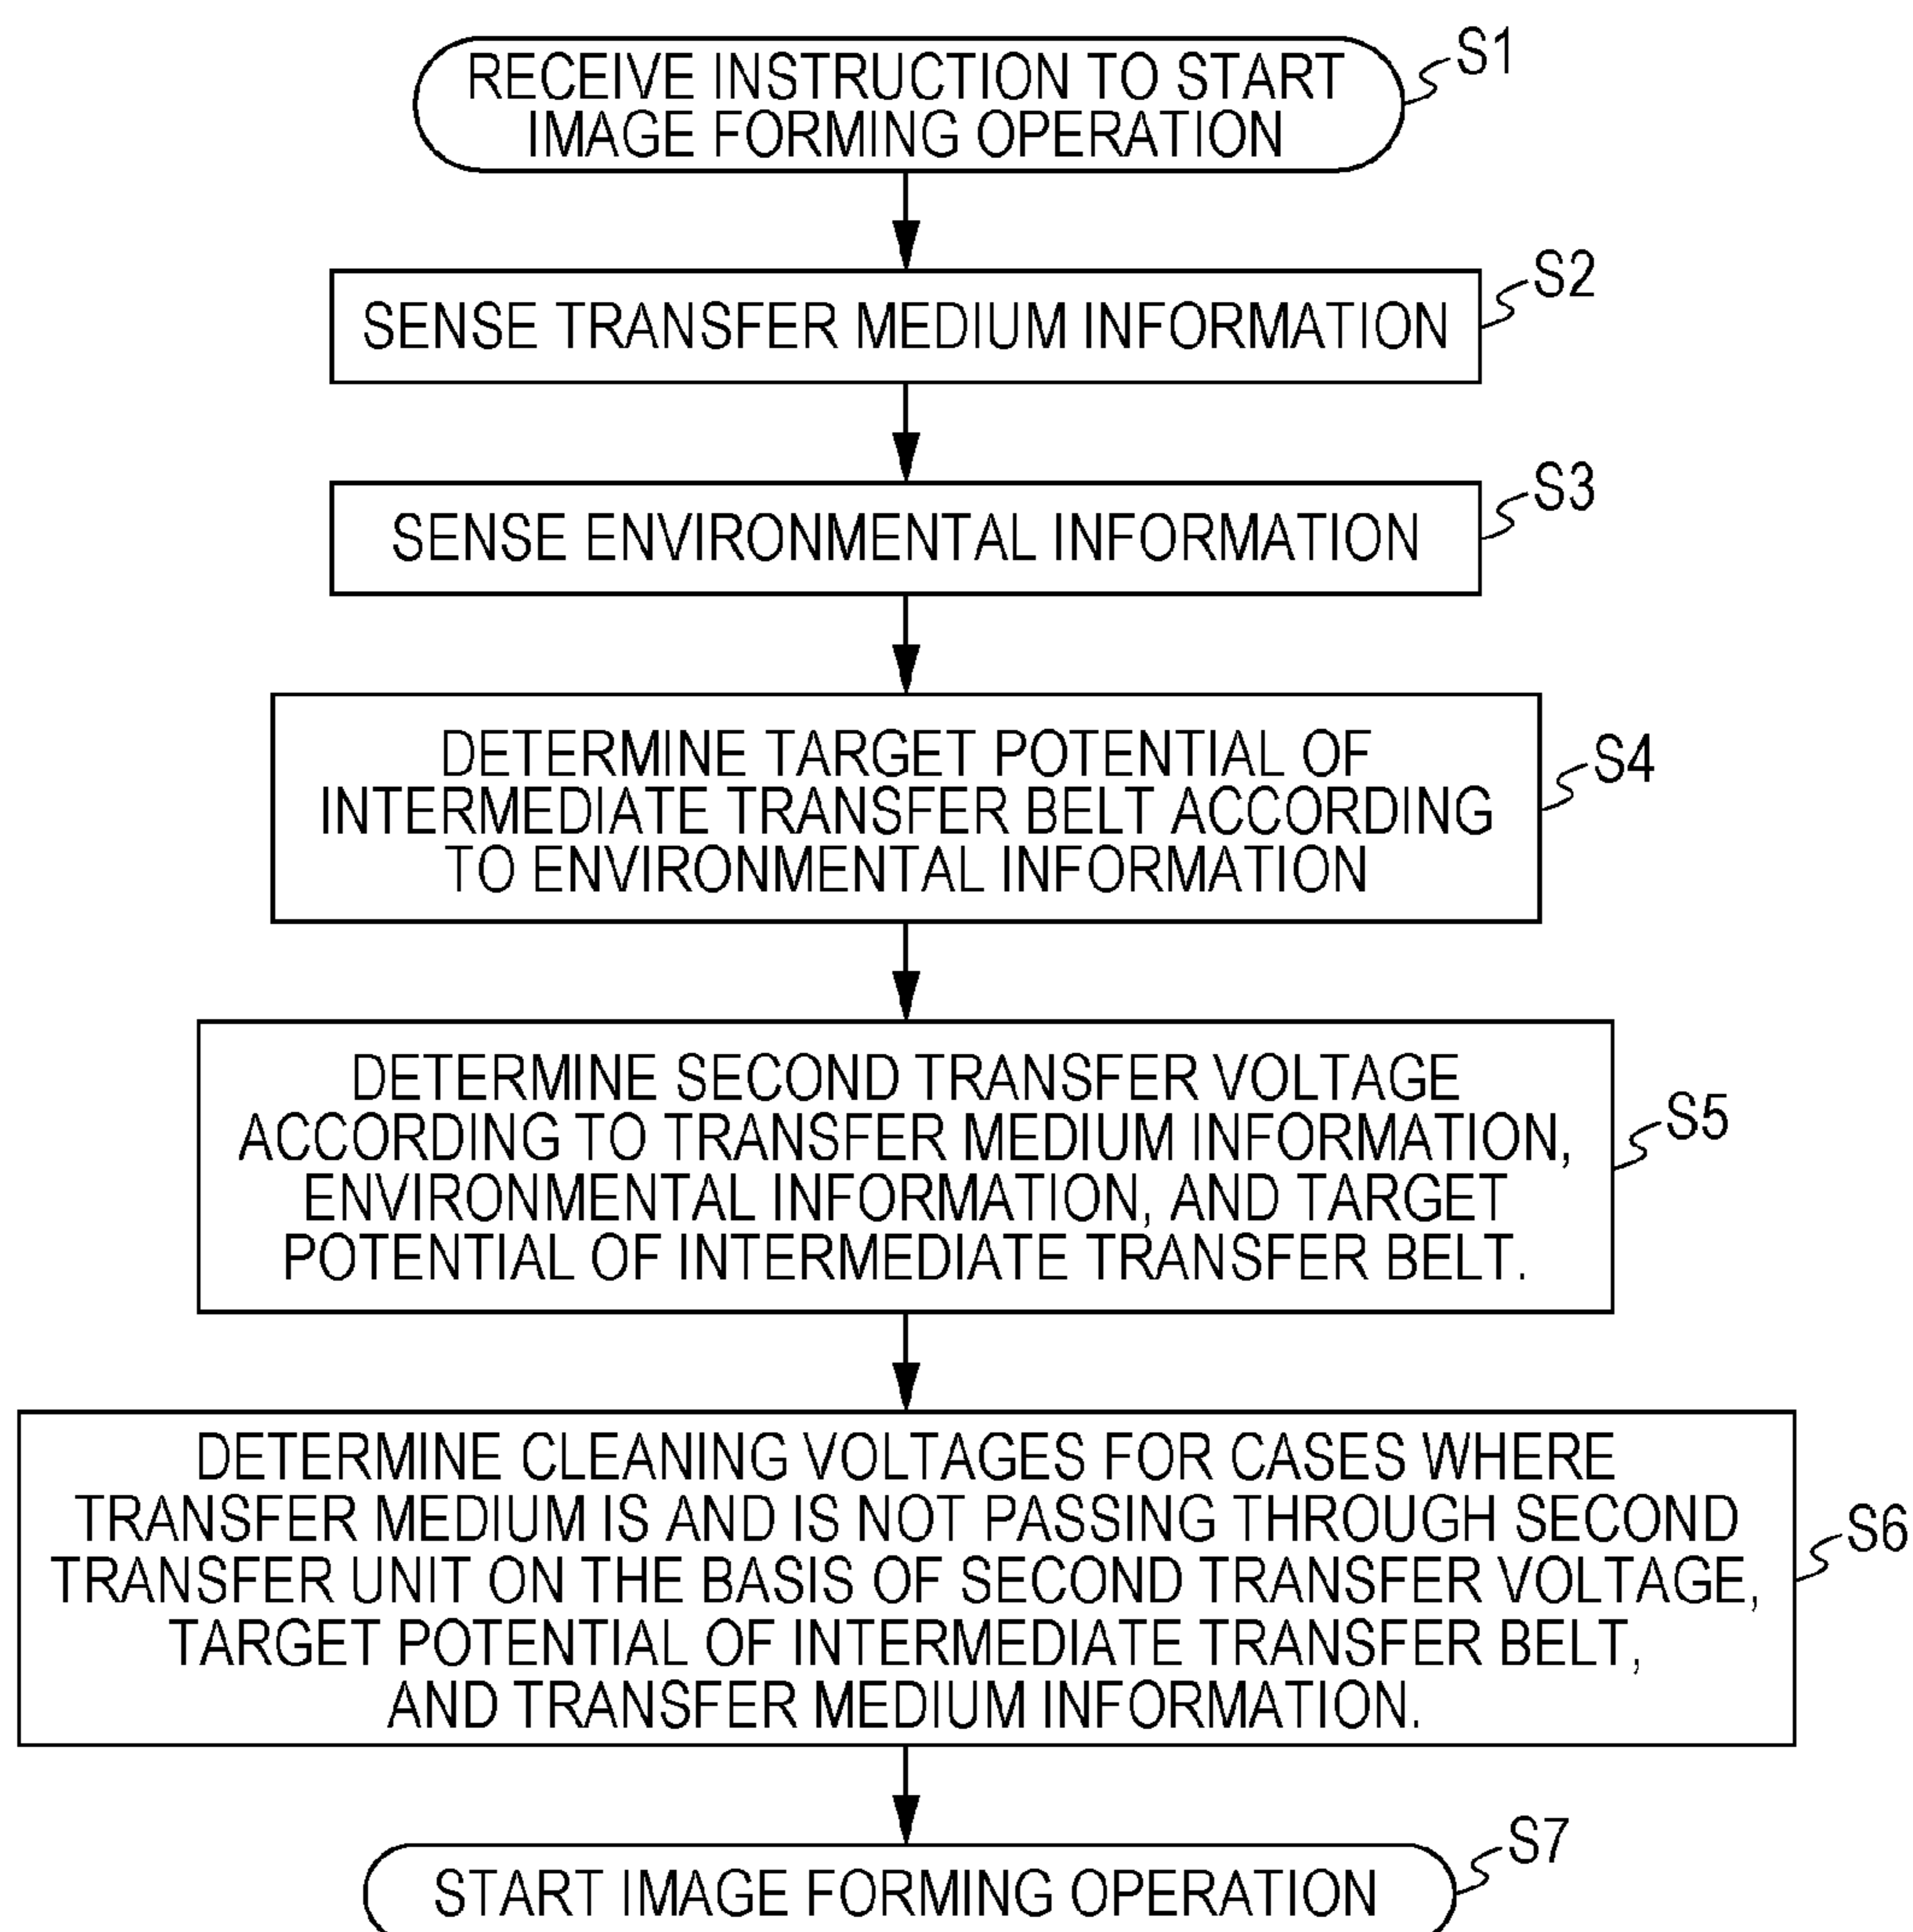 RECEIVE INSTRUCTION TO START
IMAGE FORMING OPERATION
S1
SENSE TRANSFER MEDIUM INFORMATION
S2
SENSE ENVIRONMENTAL INFORMATION
S3
DETERMINE TARGET POTENTIAL OF
INTERMEDIATE TRANSFER BELT ACCORDING
TO ENVIRONMENTAL INFORMATION
S4
DETERMINE SECOND TRANSFER VOLTAGE
ACCORDING TO TRANSFER MEDIUM INFORMATION,
ENVIRONMENTAL INFORMATION, AND TARGET
POTENTIAL OF INTERMEDIATE TRANSFER BELT.
S5
DETERMINE CLEANING VOLTAGES FOR CASES WHERE
TRANSFER MEDIUM IS AND IS NOT PASSING THROUGH SECOND
TRANSFER UNIT ON THE BASIS OF SECOND TRANSFER VOLTAGE,
TARGET POTENTIAL OF INTERMEDIATE TRANSFER BELT,
AND TRANSFER MEDIUM INFORMATION.
S6
START IMAGE FORMING OPERATION
S7